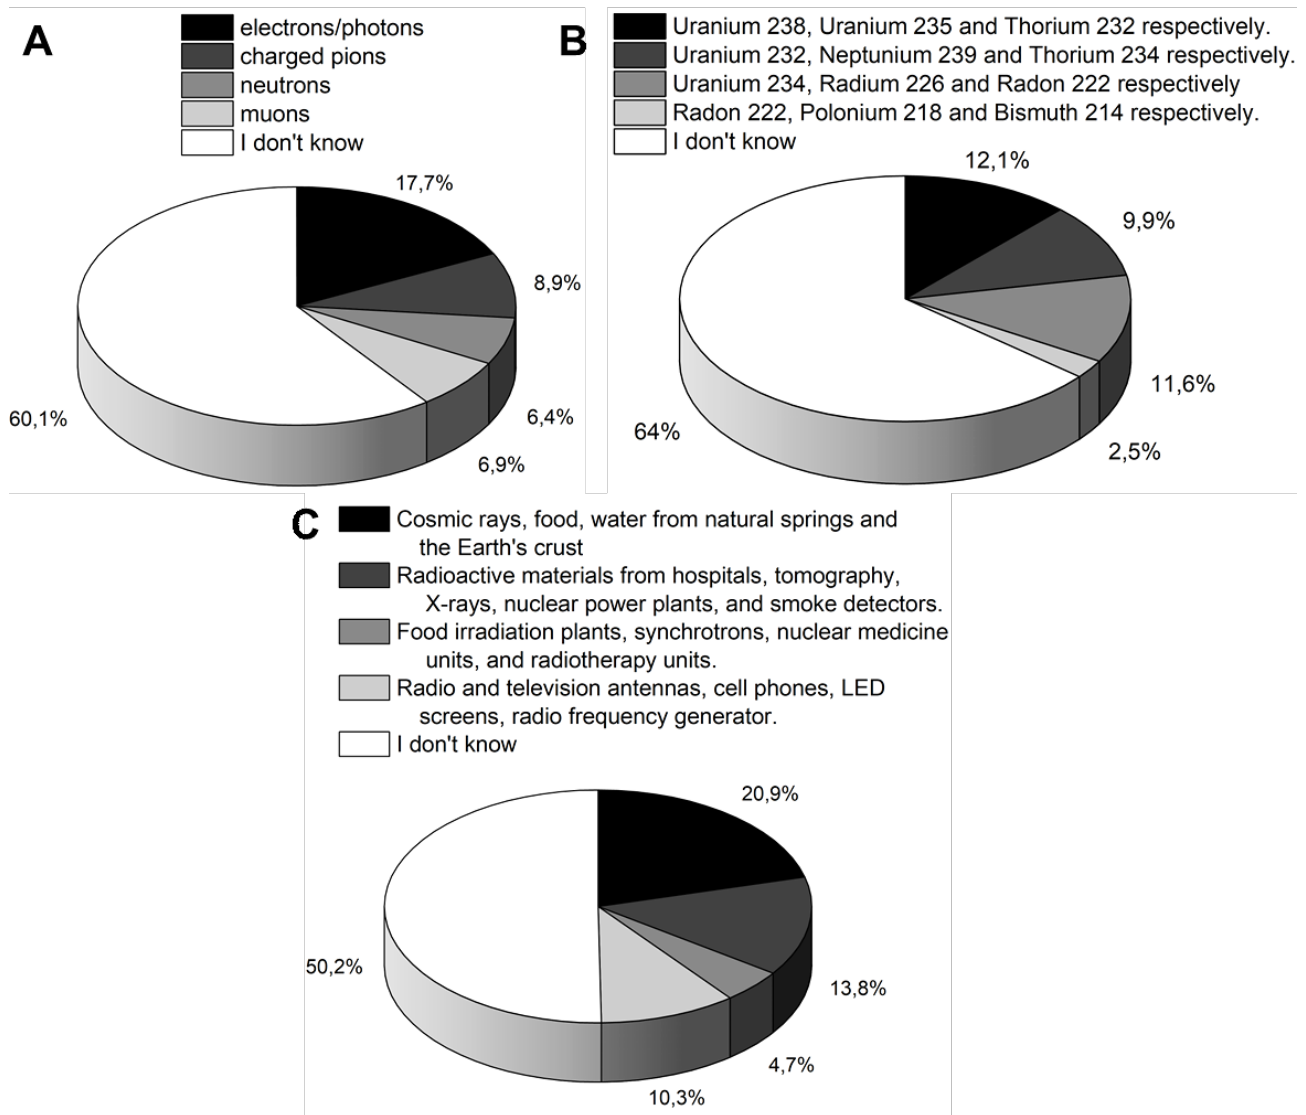 A
electrons/photons
charged pions
neutrons
muons
I don't know
17,7%
8,9%
6,4%
6,9%
60,1%
B
Uranium 238, Uranium 235 and Thorium 232 respectively.
Uranium 232, Neptunium 239 and Thorium 234 respectively.
Uranium 234, Radium 226 and Radon 222 respectively
Radon 222, Polonium 218 and Bismuth 214 respectively.
I don't know
12,1%
9,9%
11,6%
2,5%
64%
C
Cosmic rays, food, water from natural springs and
the Earth's crust
Radioactive materials from hospitals, tomography,
X-rays, nuclear power plants, and smoke detectors.
Food irradiation plants, synchrotrons, nuclear medicine
units, and radiotherapy units.
Radio and television antennas, cell phones, LED
screens, radio frequency generator.
I don't know
20,9%
13,8%
4,7%
10,3%
50,2%